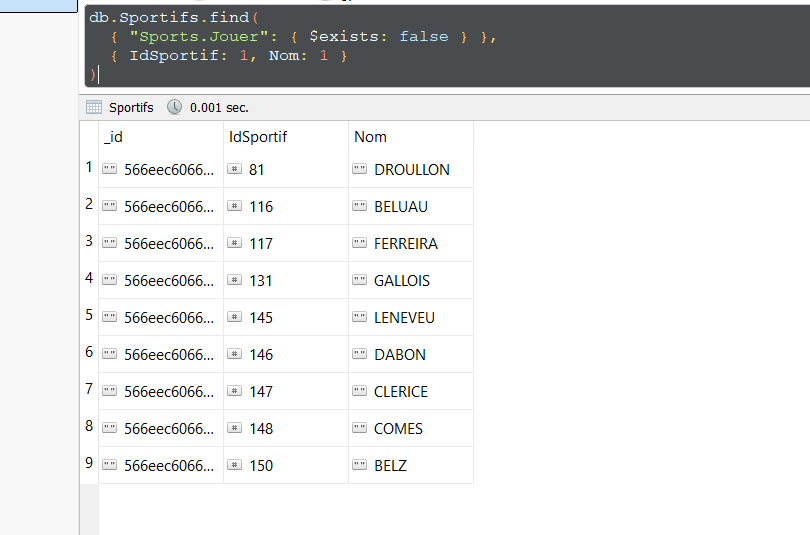 db.Sportifs.find(
{ "Sports.Jouer": { $exists: false } },
{ IdSportif: 1, Nom: 1 }
)
Sportifs 0.001 sec.
_id IdSportif Nom
1 "" 566eec6066... # 81 "" DROULLON
2 "" 566eec6066... # 116 "" BELUAU
3 "" 566eec6066... # 117 "" FERREIRA
4 "" 566eec6066... # 131 "" GALLOIS
5 "" 566eec6066... # 145 "" LENEVEU
6 "" 566eec6066... # 146 "" DABON
7 "" 566eec6066... # 147 "" CLERICE
8 "" 566eec6066... # 148 "" COMES
9 "" 566eec6066... # 150 "" BELZ